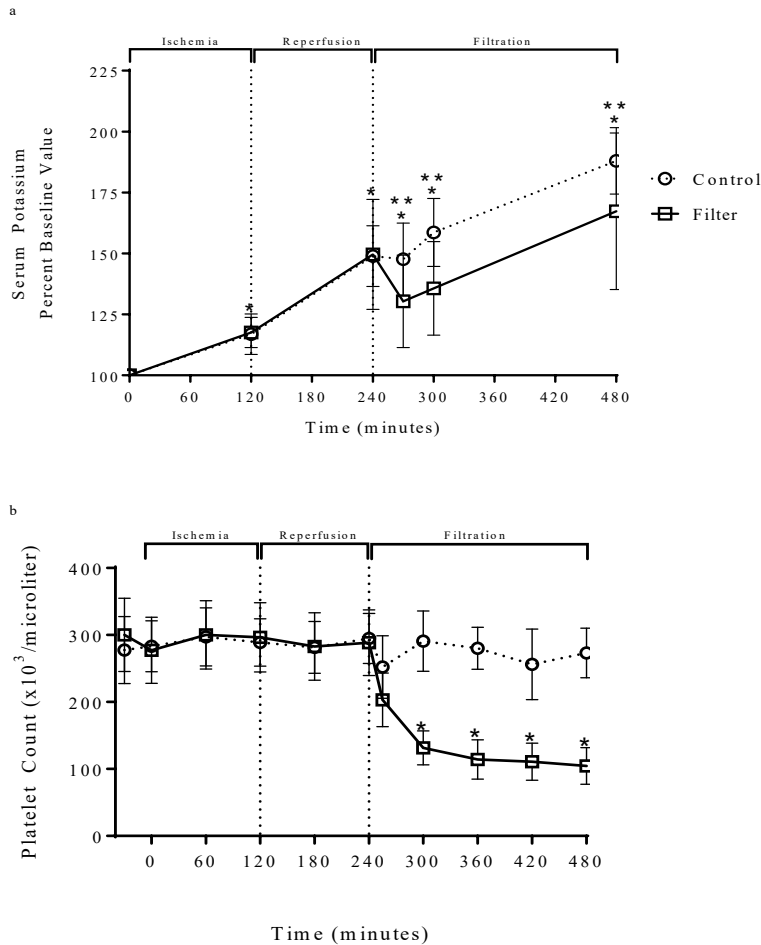 a
Ischemia Reperfusion Filtration
225
200
175
150
125
100
Serum Potassium
Percent Baseline Value
*
*
**
*
**
*
**
*
0 60 120 180 240 300 360 420 480
Time (minutes)
Control
Filter
b
Ischemia Reperfusion Filtration
400
300
200
100
0
Platelet Count (x10³/microliter)
* * * *
0 60 120 180 240 300 360 420 480
Time (minutes)